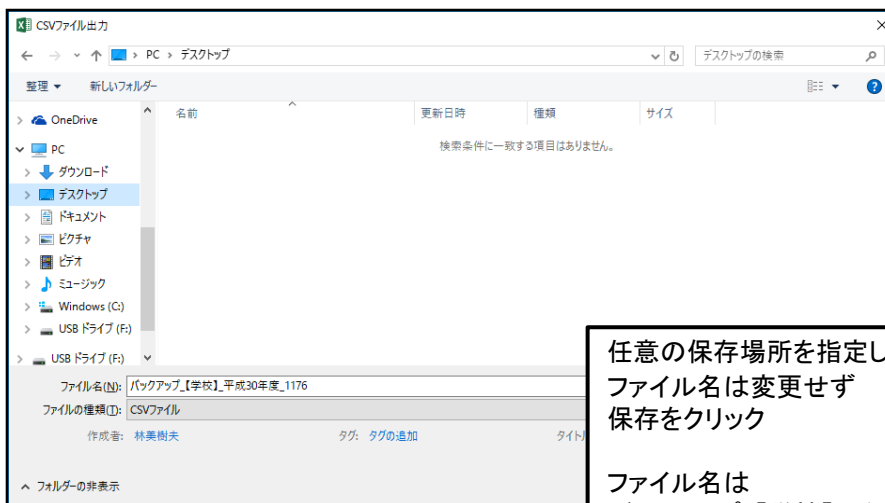 CSVファイル出力
PC › デスクトップ
デスクトップの検索
整理 新しいフォルダー
名前 更新日時 種類 サイズ
検索条件に一致する項目はありません。
OneDrive
PC
ダウンロード
デスクトップ
ドキュメント
ピクチャ
ビデオ
ミュージック
Windows (C:)
USB ドライブ (F:)
USB ドライブ (F:)
ファイル名(N): バックアップ_【学校】_平成30年度_1176
ファイルの種類(T): CSVファイル
作成者: 林美樹夫 タグ: タグの追加
フォルダーの非表示
任意の保存場所を指定し
ファイル名は変更せず
保存をクリック
ファイル名は